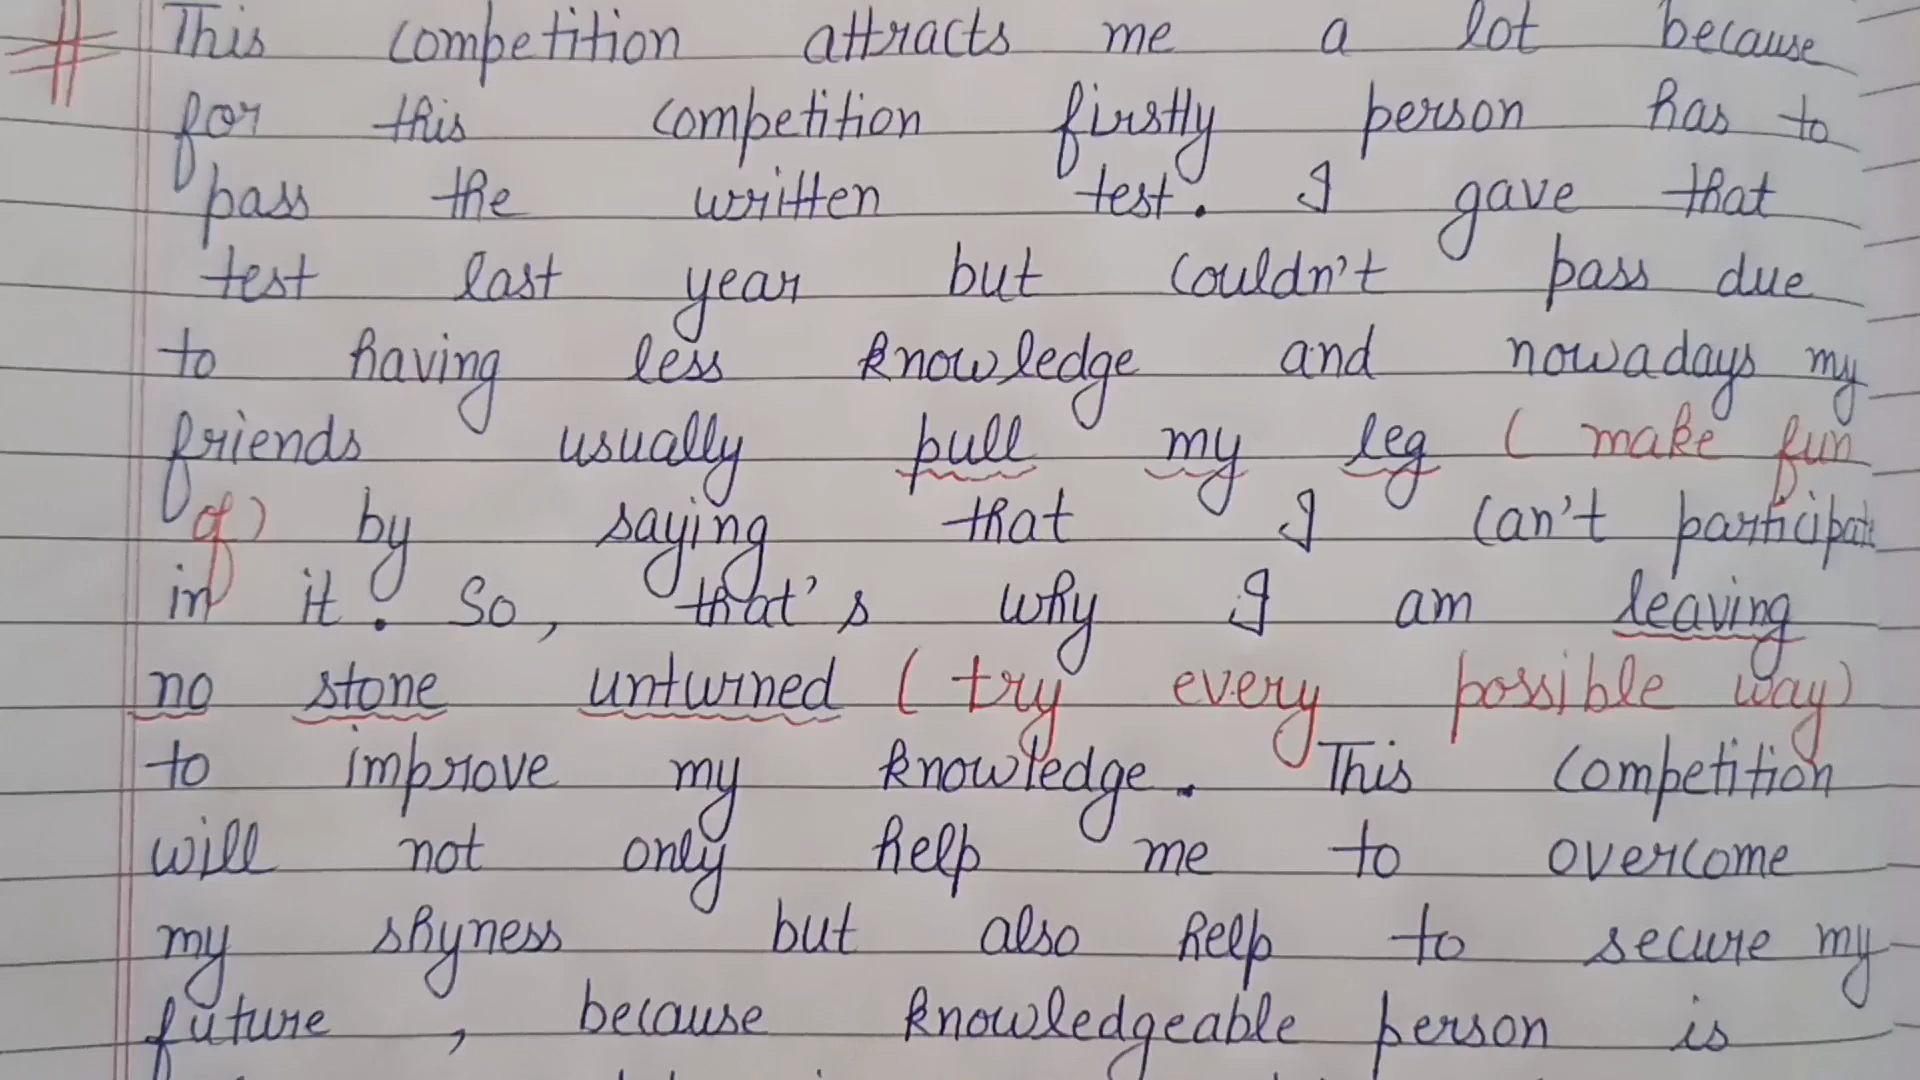 # This competition attracts me a lot because
for this competition firstly person has to
pass the written test. I gave that
test last year but couldn't pass due
to having less knowledge and nowadays my
friends usually pull my leg ( make fun
of) by saying that I can't participate
in it. So, that's why I am leaving
no stone unturned ( try every possible way)
to improve my knowledge. This competition
will not only help me to overcome
my shyness but also help to secure my
future , because knowledgeable person is